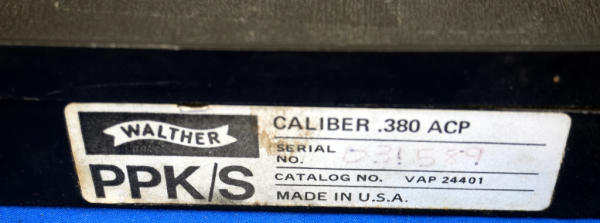 WALTHER
PPK/S
CALIBER .380 ACP
SERIAL
NO. 031589
CATALOG NO. VAP 24401
MADE IN U.S.A.